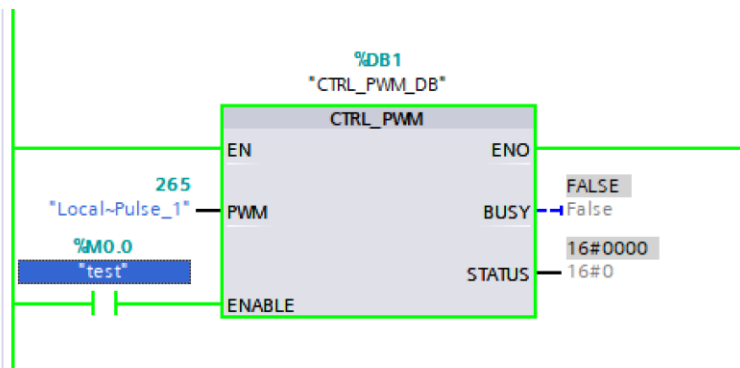 %DB1
"CTRL_PWM_DB"
CTRL_PWM
EN
ENO
265
"Local~Pulse_1"
PWM
BUSY
FALSE
False
%M0.0
"test"
ENABLE
STATUS
16#0000
16#0